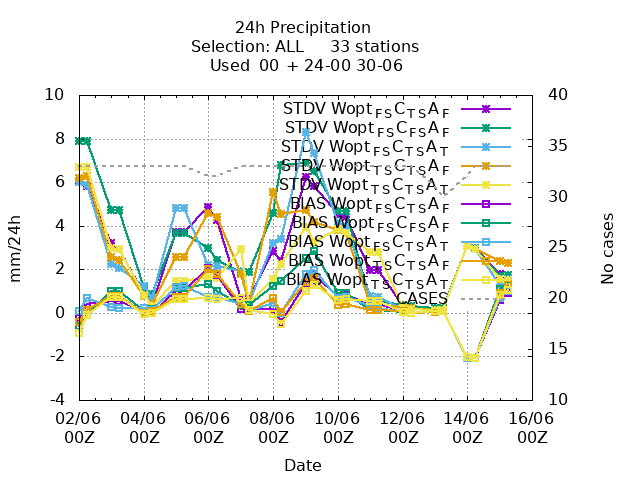 24h Precipitation
Selection: ALL 33 stations
Used 00 + 24-00 30-06
10
8
6
4
2
0
-2
-4
mm/24h
STDV Wopt FS C TS A F
STDV Wopt FS C FS A F
STDV Wopt FS C FS A T
STDV Wopt TS C TS A F
STDV Wopt TS C TS A T
BIAS Wopt FS C TS A F
BIAS Wopt FS C FS A F
BIAS Wopt FS C FS A T
BIAS Wopt TS C TS A F
BIAS Wopt TS C TS A T
CASES
40
35
30
25
20
15
10
No cases
02/06 04/06 06/06 08/06 10/06 12/06 14/06 16/06
00Z 00Z 00Z 00Z 00Z 00Z 00Z 00Z
Date